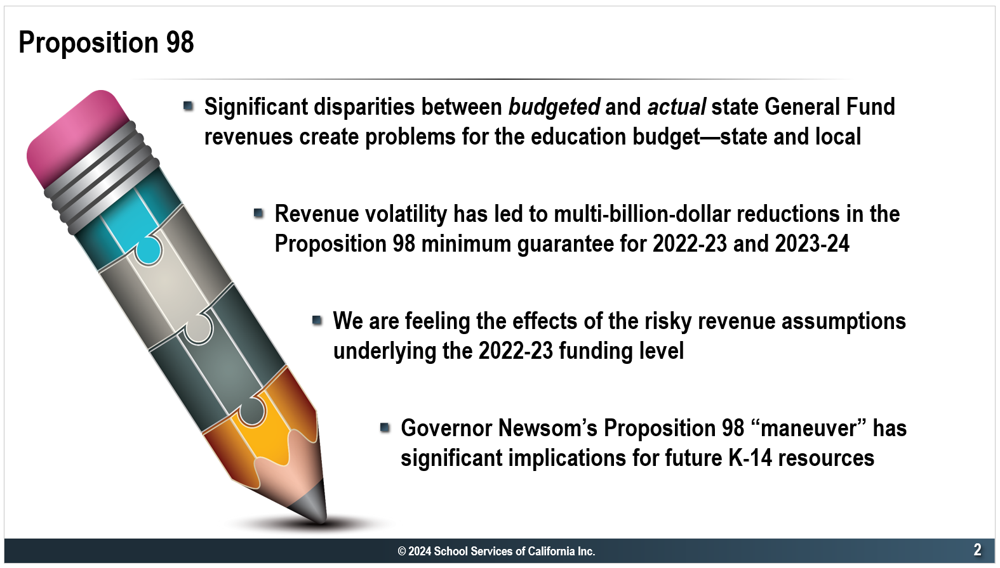 Proposition 98
▪ Significant disparities between budgeted and actual state General Fund
revenues create problems for the education budget—state and local
▪ Revenue volatility has led to multi-billion-dollar reductions in the
Proposition 98 minimum guarantee for 2022-23 and 2023-24
▪ We are feeling the effects of the risky revenue assumptions
underlying the 2022-23 funding level
▪ Governor Newsom’s Proposition 98 “maneuver” has
significant implications for future K-14 resources
© 2024 School Services of California Inc.
2